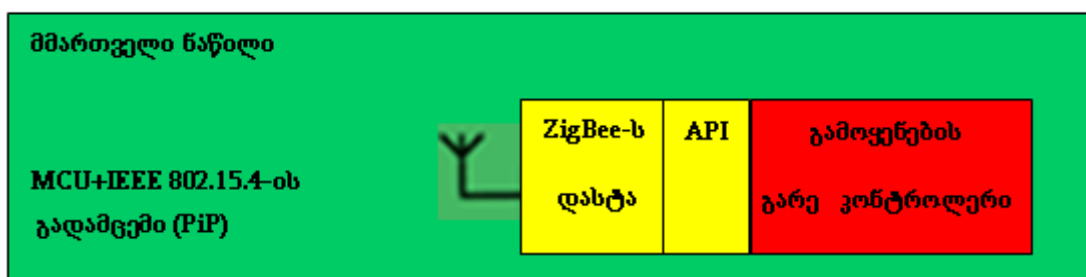 მმართველი ნაწილი
ZigBee-ს
API
გამოყენების
დასტა
გარე კონტროლერი
MCU+IEEE 802.15.4-ის
გადამცემი (PiP)